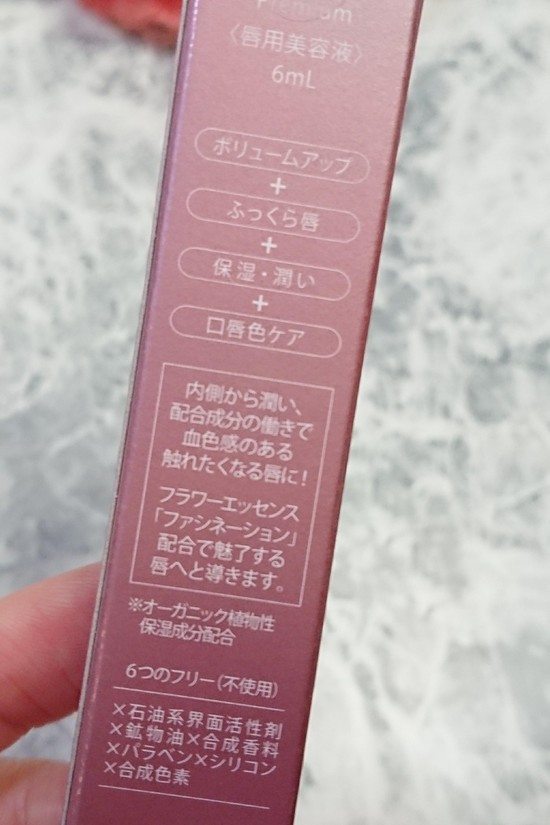 Premium
〈唇用美容液〉
6mL
ボリュームアップ
+
ふっくら唇
+
保湿・潤い
+
口唇色ケア
内側から潤い、
配合成分の働きで
血色感のある
触れたくなる唇に!
フラワーエッセンス
「ファシネーション」
配合で魅了する
唇へと導きます。
※オーガニック植物性
保湿成分配合
6つのフリー(不使用)
×石油系界面活性剤
×鉱物油×合成香料
×パラベン×シリコン
×合成色素